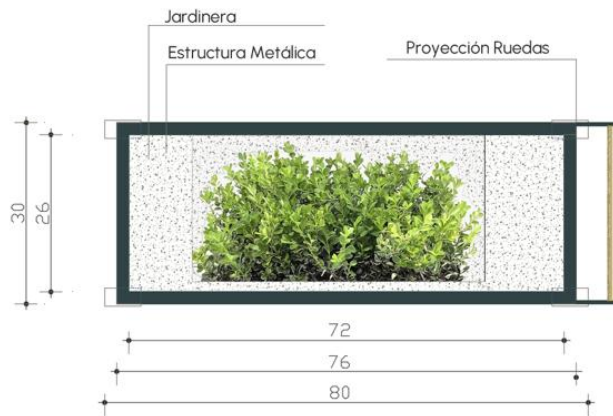 Jardinera
Estructura Metálica
Proyección Ruedas
30
26
72
76
80